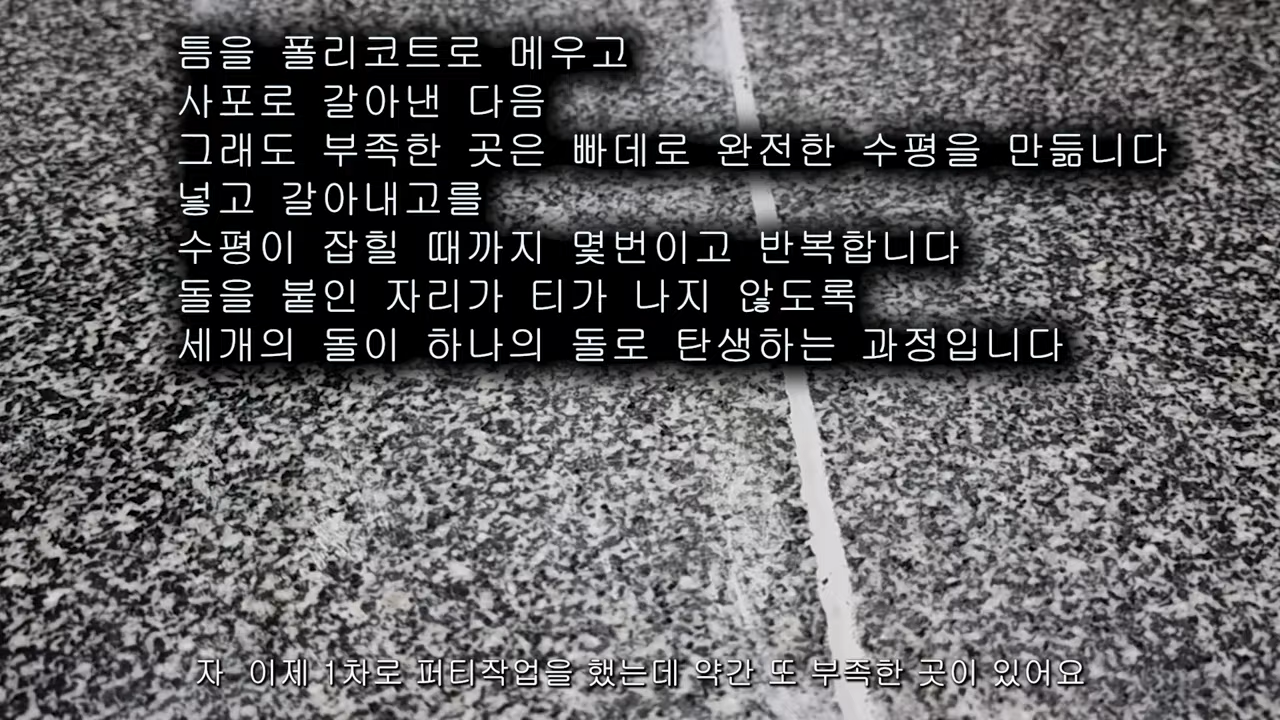 틈을 폴리코트로 메우고
사포로 갈아낸 다음
그래도 부족한 곳은 빠데로 완전한 수평을 만듦니다
넣고 갈아내고를
수평이 잡힐 때까지 몇번이고 반복합니다
돌을 붙인 자리가 티가 나지 않도록
세개의 돌이 하나의 돌로 탄생하는 과정입니다
자 이제 1차로 퍼티작업을 했는데 약간 또 부족한 곳이 있어요